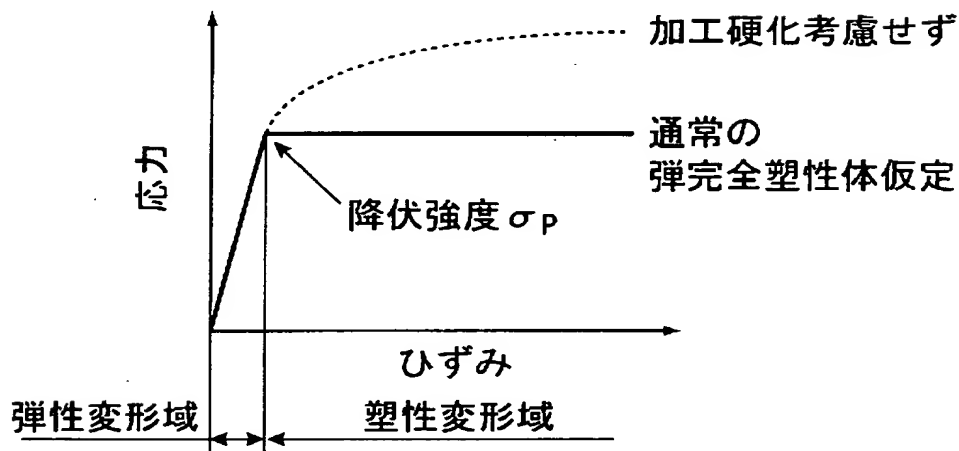 加工硬化考慮せず
通常の
弾完全塑性体仮定
応力
降伏強度σp
ひずみ
弾性変形域
塑性変形域